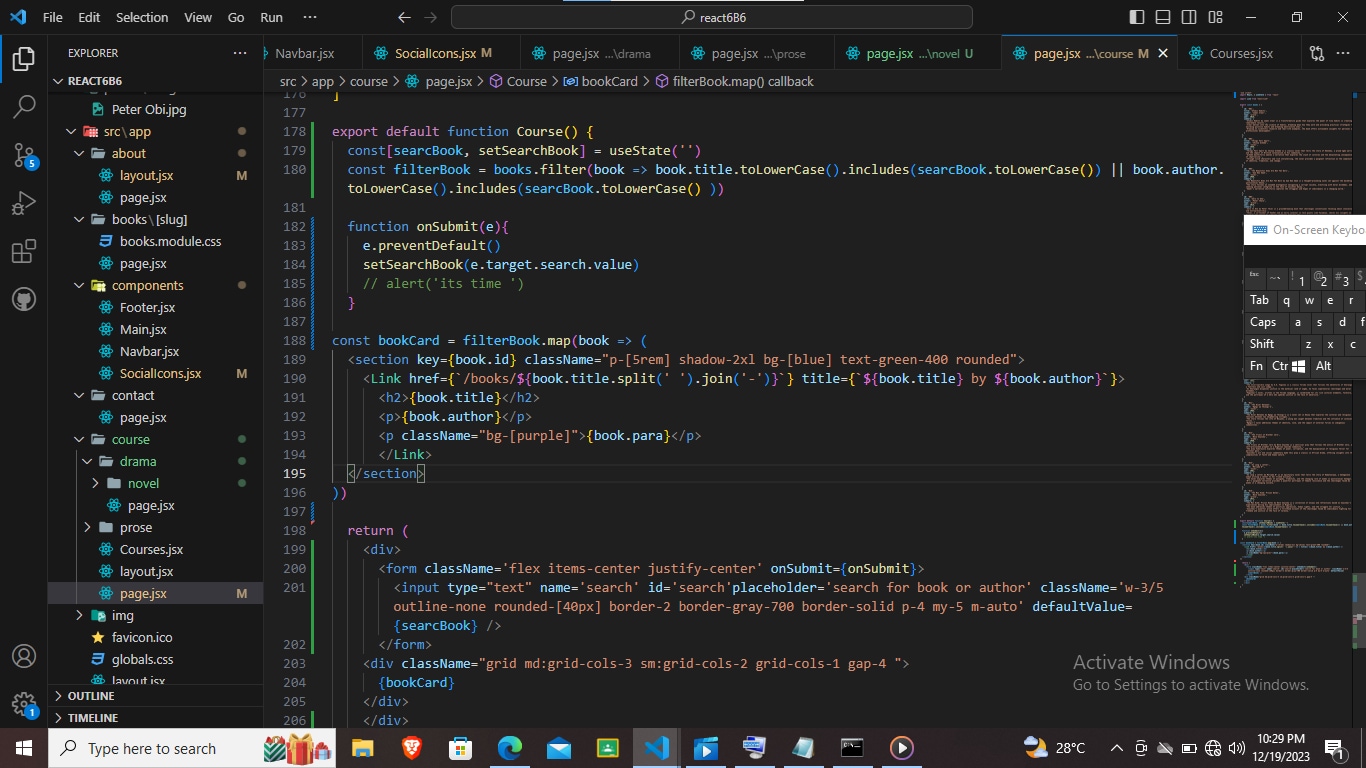 File Edit Selection View Go Run ··· react6B6
EXPLORER ···
REACT6B6
Peter Obi.jpg
src\app
about
layout.jsx M
page.jsx
books\[slug]
books.module.css
page.jsx
components
Footer.jsx
Main.jsx
Navbar.jsx
SocialIcons.jsx M
contact
page.jsx
course
drama
novel
page.jsx
prose
Courses.jsx
layout.jsx
page.jsx M
img
favicon.ico
globals.css
layout.jsx
OUTLINE
TIMELINE
5
1
Navbar.jsx SocialIcons.jsx M page.jsx ...\drama page.jsx ...\prose page.jsx ...\novel U page.jsx ...\course M Courses.jsx ···
src > app > course > page.jsx > Course > bookCard > filterBook.map() callback
176 ]
177
178 export default function Course() {
179 const[searcBook, setSearchBook] = useState('')
180 const filterBook = books.filter(book => book.title.toLowerCase().includes(searcBook.toLowerCase()) || book.author.
toLowerCase().includes(searcBook.toLowerCase() ))
181
182 function onSubmit(e){
183 e.preventDefault()
184 setSearchBook(e.target.search.value)
185 // alert('its time ')
186 }
187
188 const bookCard = filterBook.map(book => (
189 <section key={book.id} className="p-[5rem] shadow-2xl bg-[blue] text-green-400 rounded">
190 <Link href={`/books/${book.title.split(' ').join('-')}`} title={`${book.title} by ${book.author}`}>
191 <h2>{book.title}</h2>
192 <p>{book.author}</p>
193 <p className="bg-[purple]">{book.para}</p>
194 </Link>
195 </section>
196 ))
197
198 return (
199 <div>
200 <form className='flex items-center justify-center' onSubmit={onSubmit}>
201 <input type="text" name='search' id='search'placeholder='search for book or author' className='w-3/5
outline-none rounded-[40px] border-2 border-gray-700 border-solid p-4 my-5 m-auto' defaultValue=
{searcBook} />
202 </form>
203 <div className="grid md:grid-cols-3 sm:grid-cols-2 grid-cols-1 gap-4 ">
204 {bookCard}
205 </div>
206 </div>
On-Screen Keybo
Esc ~ ` ! 1 @ 2 # 3 $
Tab q w e r
Caps a s d f
Shift z x c
Fn Ctr Alt
Activate Windows
Go to Settings to activate Windows.
Type here to search
28°C
10:29 PM
12/19/2023
1